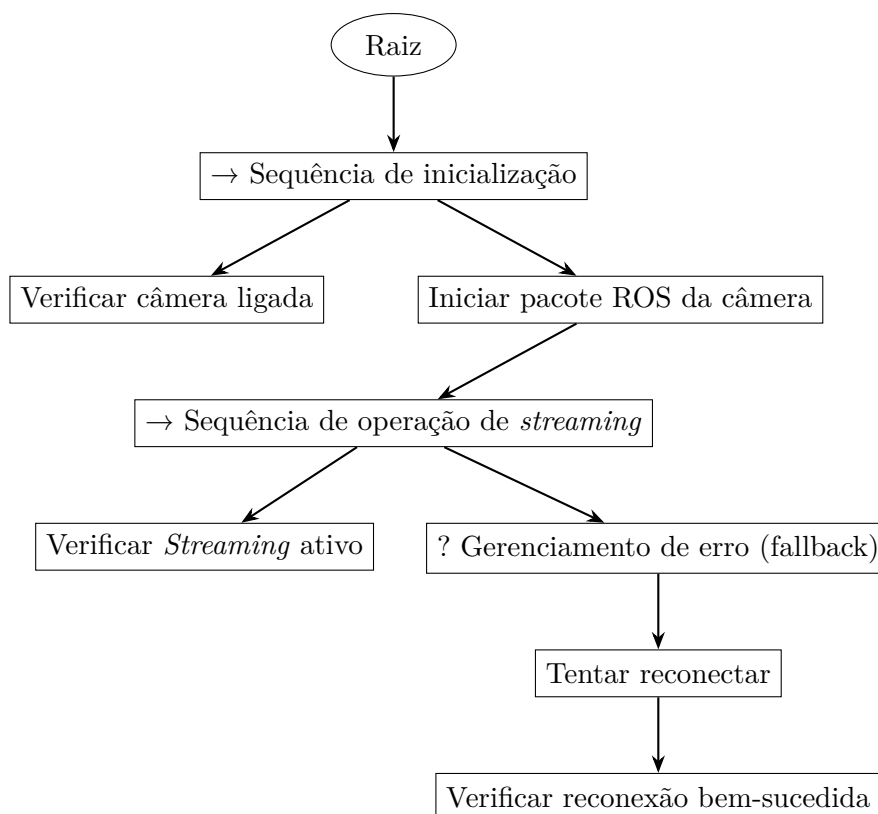 Raiz
→ Sequência de inicialização
Verificar câmera ligada
Iniciar pacote ROS da câmera
→ Sequência de operação de streaming
Verificar Streaming ativo
? Gerenciamento de erro (fallback)
Tentar reconectar
Verificar reconexão bem-sucedida